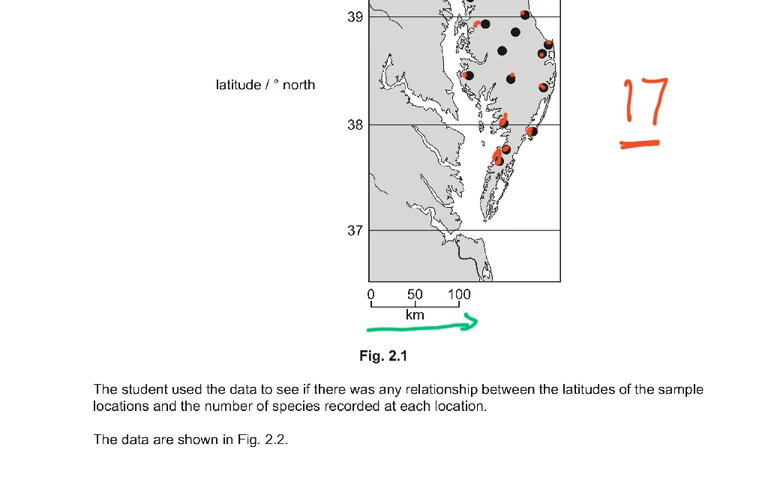 39
latitude / ° north
17
38
37
0 50 100
km
Fig. 2.1
The student used the data to see if there was any relationship between the latitudes of the sample
locations and the number of species recorded at each location.
The data are shown in Fig. 2.2.